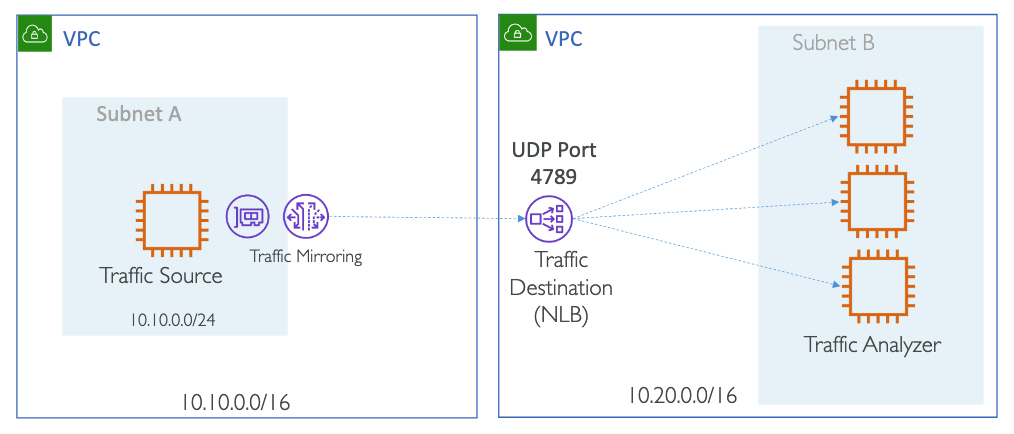 VPC
Subnet A
Traffic Source
Traffic Mirroring
10.10.0.0/24
10.10.0.0/16
VPC
Subnet B
UDP Port
4789
Traffic
Destination
(NLB)
Traffic Analyzer
10.20.0.0/16